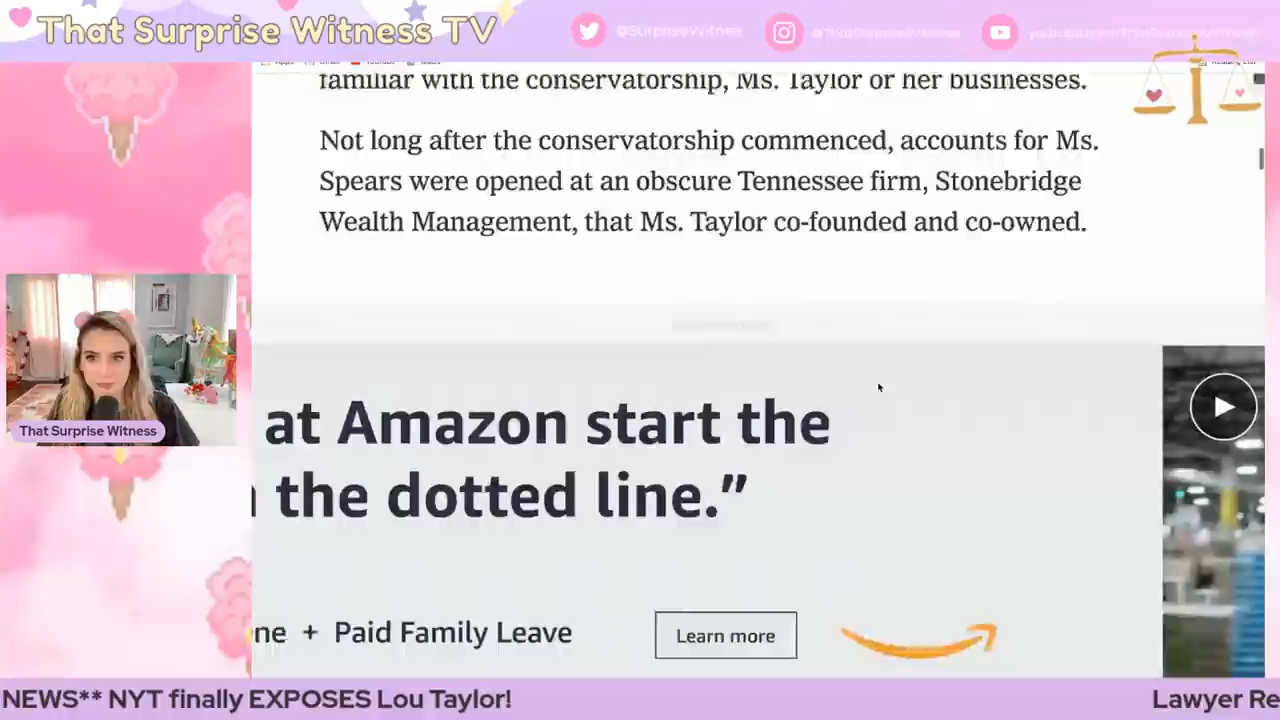 That Surprise Witness TV
@SurpriseWitnes
familiar with the conservatorship, Ms. Taylor or her businesses.
Not long after the conservatorship commenced, accounts for Ms.
Spears were opened at an obscure Tennessee firm, Stonebridge
Wealth Management, that Ms. Taylor co-founded and co-owned.
at Amazon start the
the dotted line.”
ne + Paid Family Leave
Learn more
That Surprise Witness
NEWS** NYT finally EXPOSES Lou Taylor!
Lawyer Re